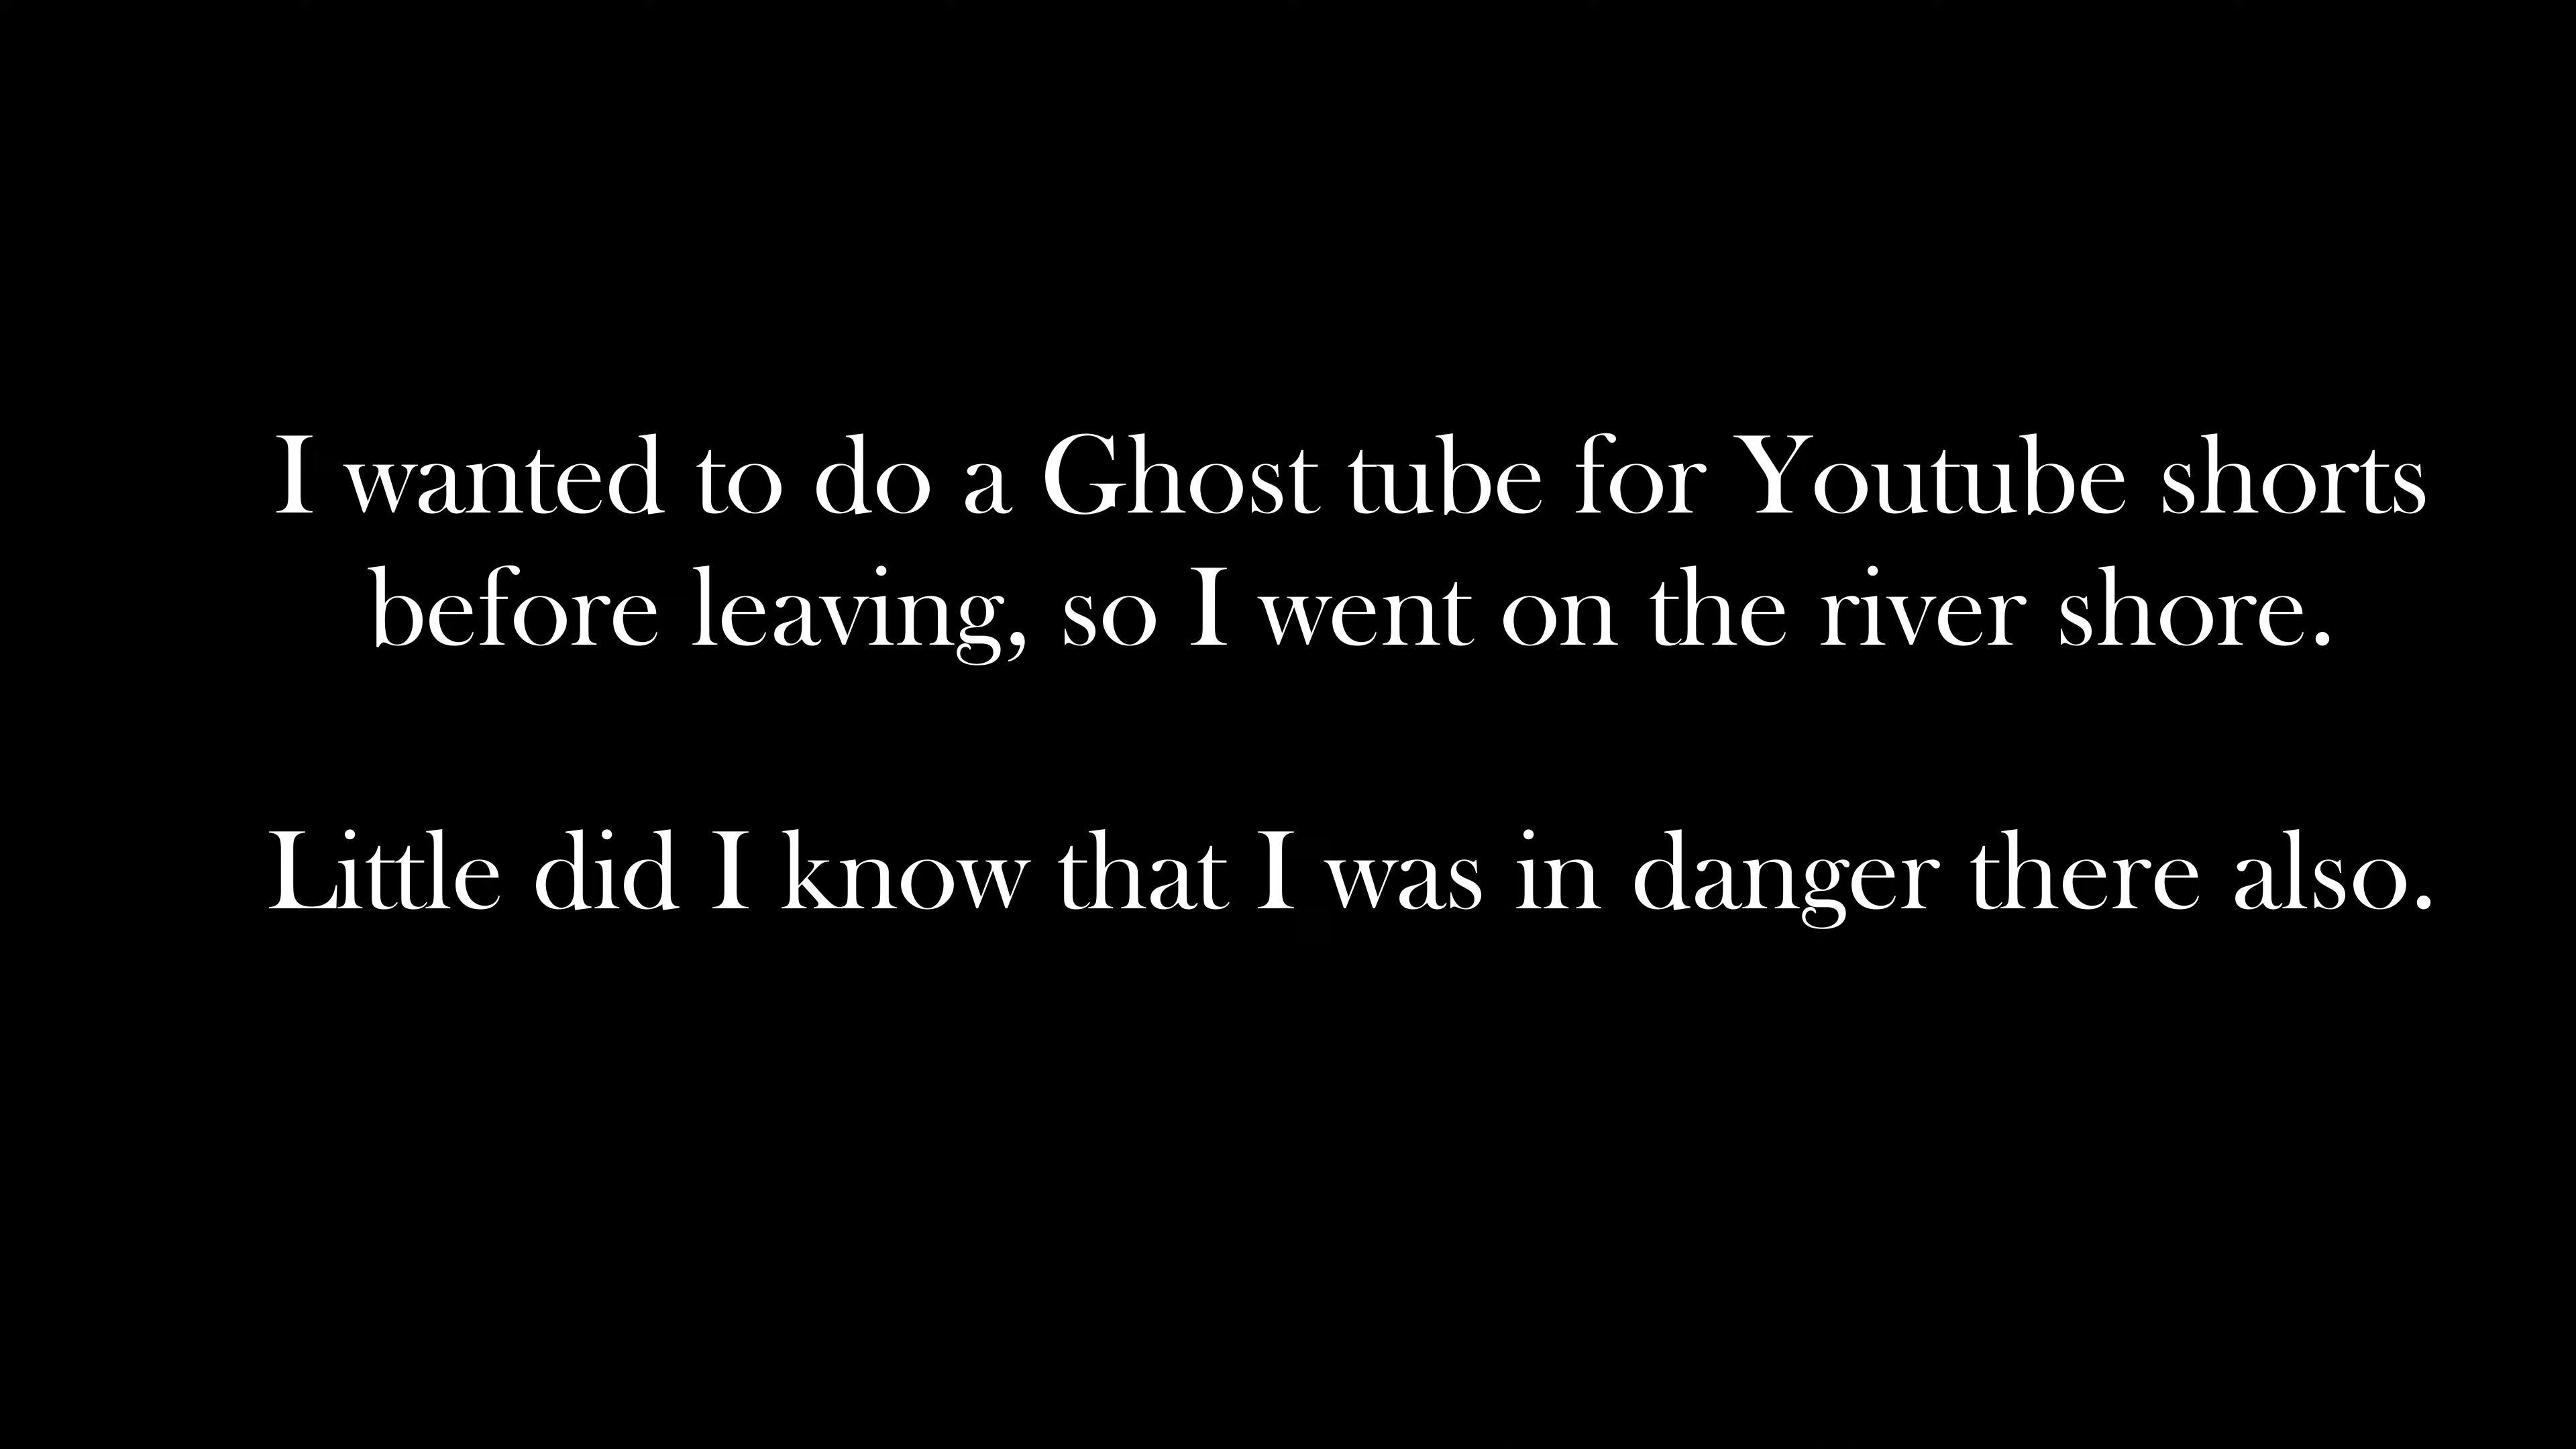 I wanted to do a Ghost tube for Youtube shorts
before leaving, so I went on the river shore.
Little did I know that I was in danger there also.